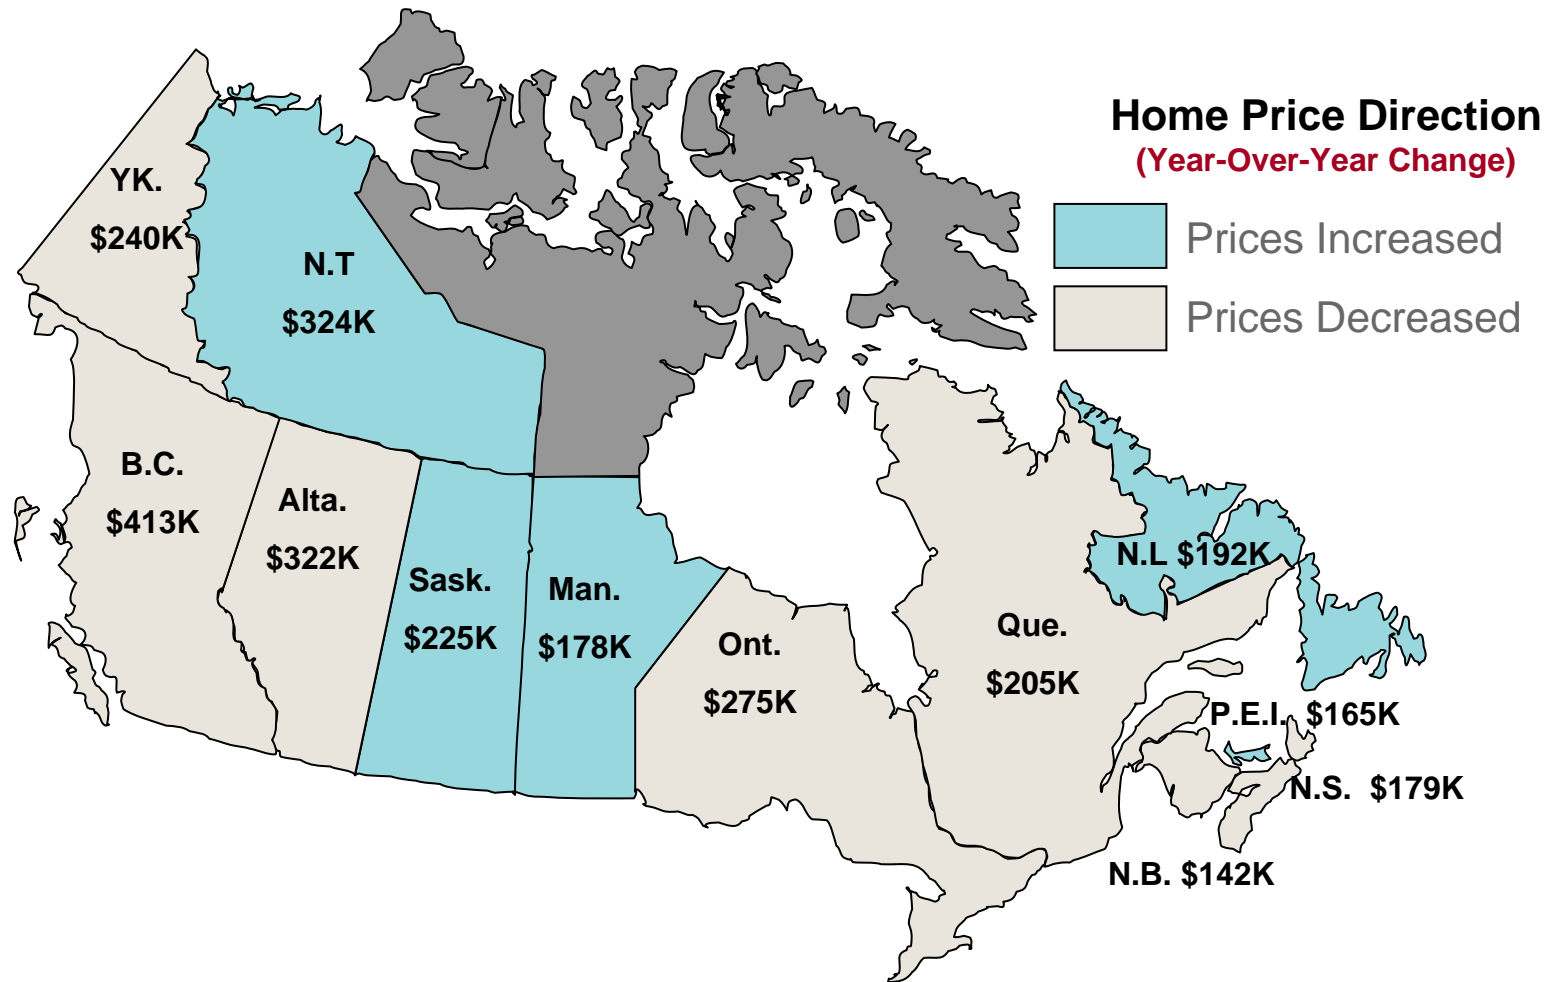 Home Price Direction
(Year-Over-Year Change)
Prices Increased
Prices Decreased
YK.
$240K
N.T
$324K
B.C.
$413K
Alta.
$322K
Sask.
$225K
Man.
$178K
Ont.
$275K
Que.
$205K
N.L $192K
P.E.I. $165K
N.S. $179K
N.B. $142K